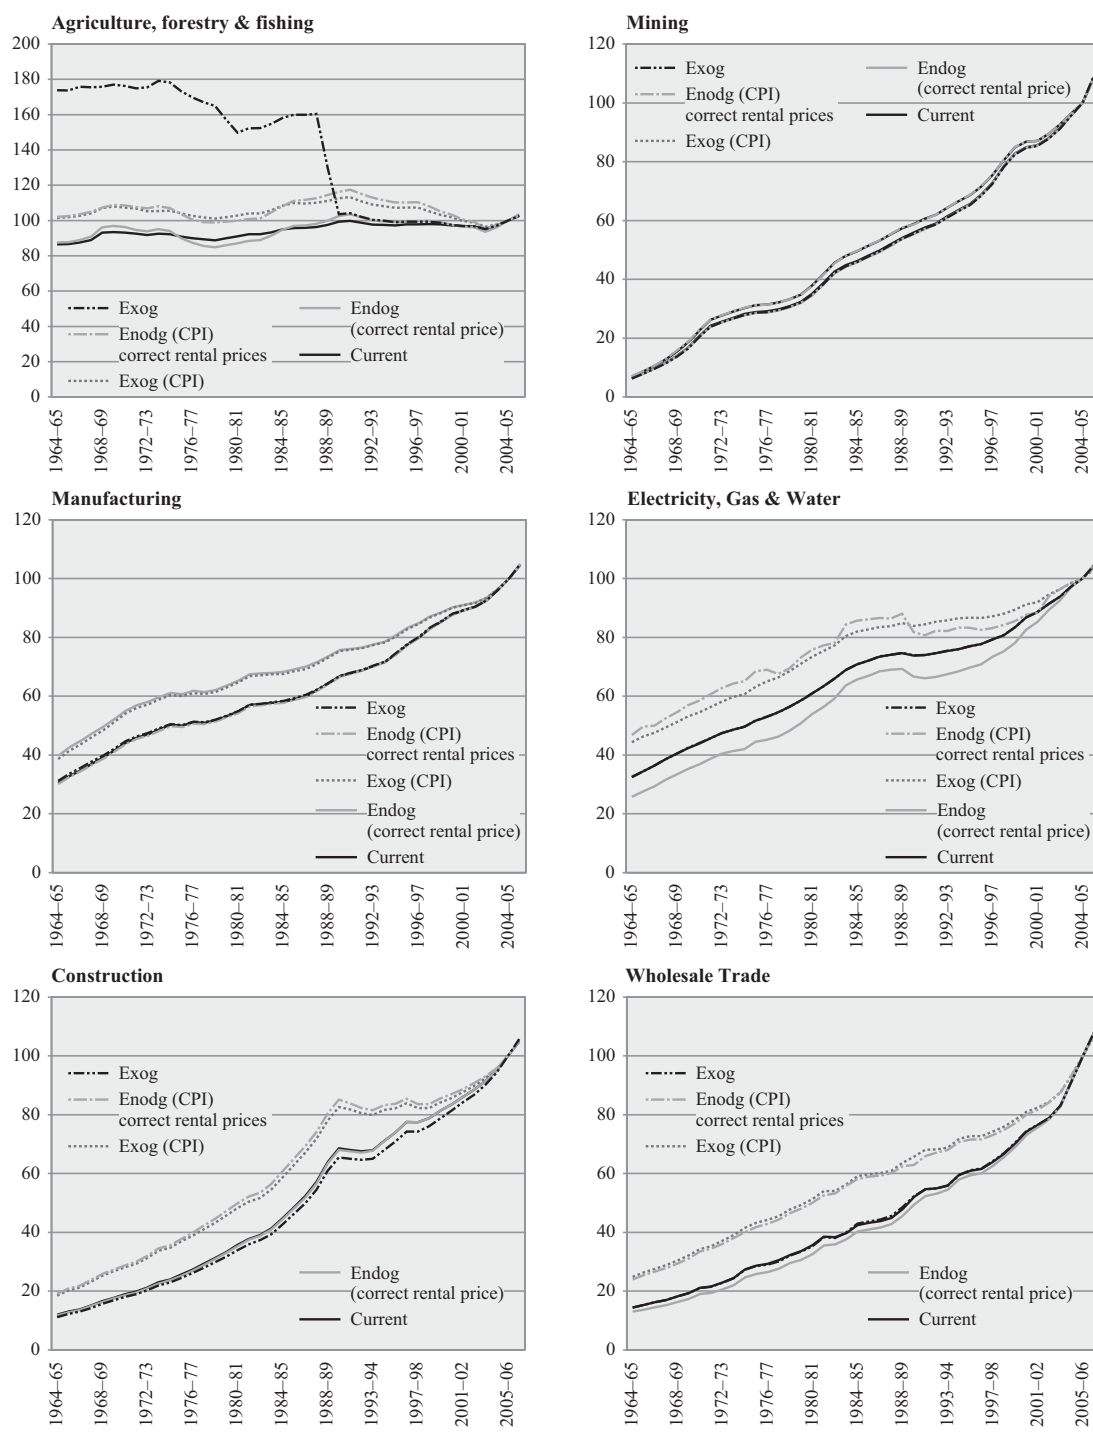 Agriculture, forestry & fishing
200
180
160
140
120
100
80
60
40
20
0
Exog
Enodg (CPI)
correct rental prices
Exog (CPI)
Endog
(correct rental price)
Current
1964–65
1968–69
1972–73
1976–77
1980–81
1984–85
1988–89
1992–93
1996–97
2000–01
2004–05
Mining
120
100
80
60
40
20
0
Exog
Enodg (CPI)
correct rental prices
Exog (CPI)
Endog
(correct rental price)
Current
1964–65
1968–69
1972–73
1976–77
1980–81
1984–85
1988–89
1992–93
1996–97
2000–01
2004–05
Manufacturing
120
100
80
60
40
20
0
Exog
Enodg (CPI)
correct rental prices
Exog (CPI)
Endog
(correct rental price)
Current
1964–65
1968–69
1972–73
1976–77
1980–81
1984–85
1988–89
1992–93
1996–97
2000–01
2004–05
Electricity, Gas & Water
120
100
80
60
40
20
0
Exog
Enodg (CPI)
correct rental prices
Exog (CPI)
Endog
(correct rental price)
Current
1964–65
1968–69
1972–73
1976–77
1980–81
1984–85
1988–89
1992–93
1996–97
2000–01
2004–05
Construction
120
100
80
60
40
20
0
Exog
Enodg (CPI)
correct rental prices
Exog (CPI)
Endog
(correct rental price)
Current
1964–65
1968–69
1972–73
1976–77
1980–81
1984–85
1988–89
1993–94
1997–98
2001–02
2005–06
Wholesale Trade
120
100
80
60
40
20
0
Exog
Enodg (CPI)
correct rental prices
Exog (CPI)
Endog
(correct rental price)
Current
1964–65
1968–69
1972–73
1976–77
1980–81
1984–85
1988–89
1993–94
1997–98
2001–02
2005–06